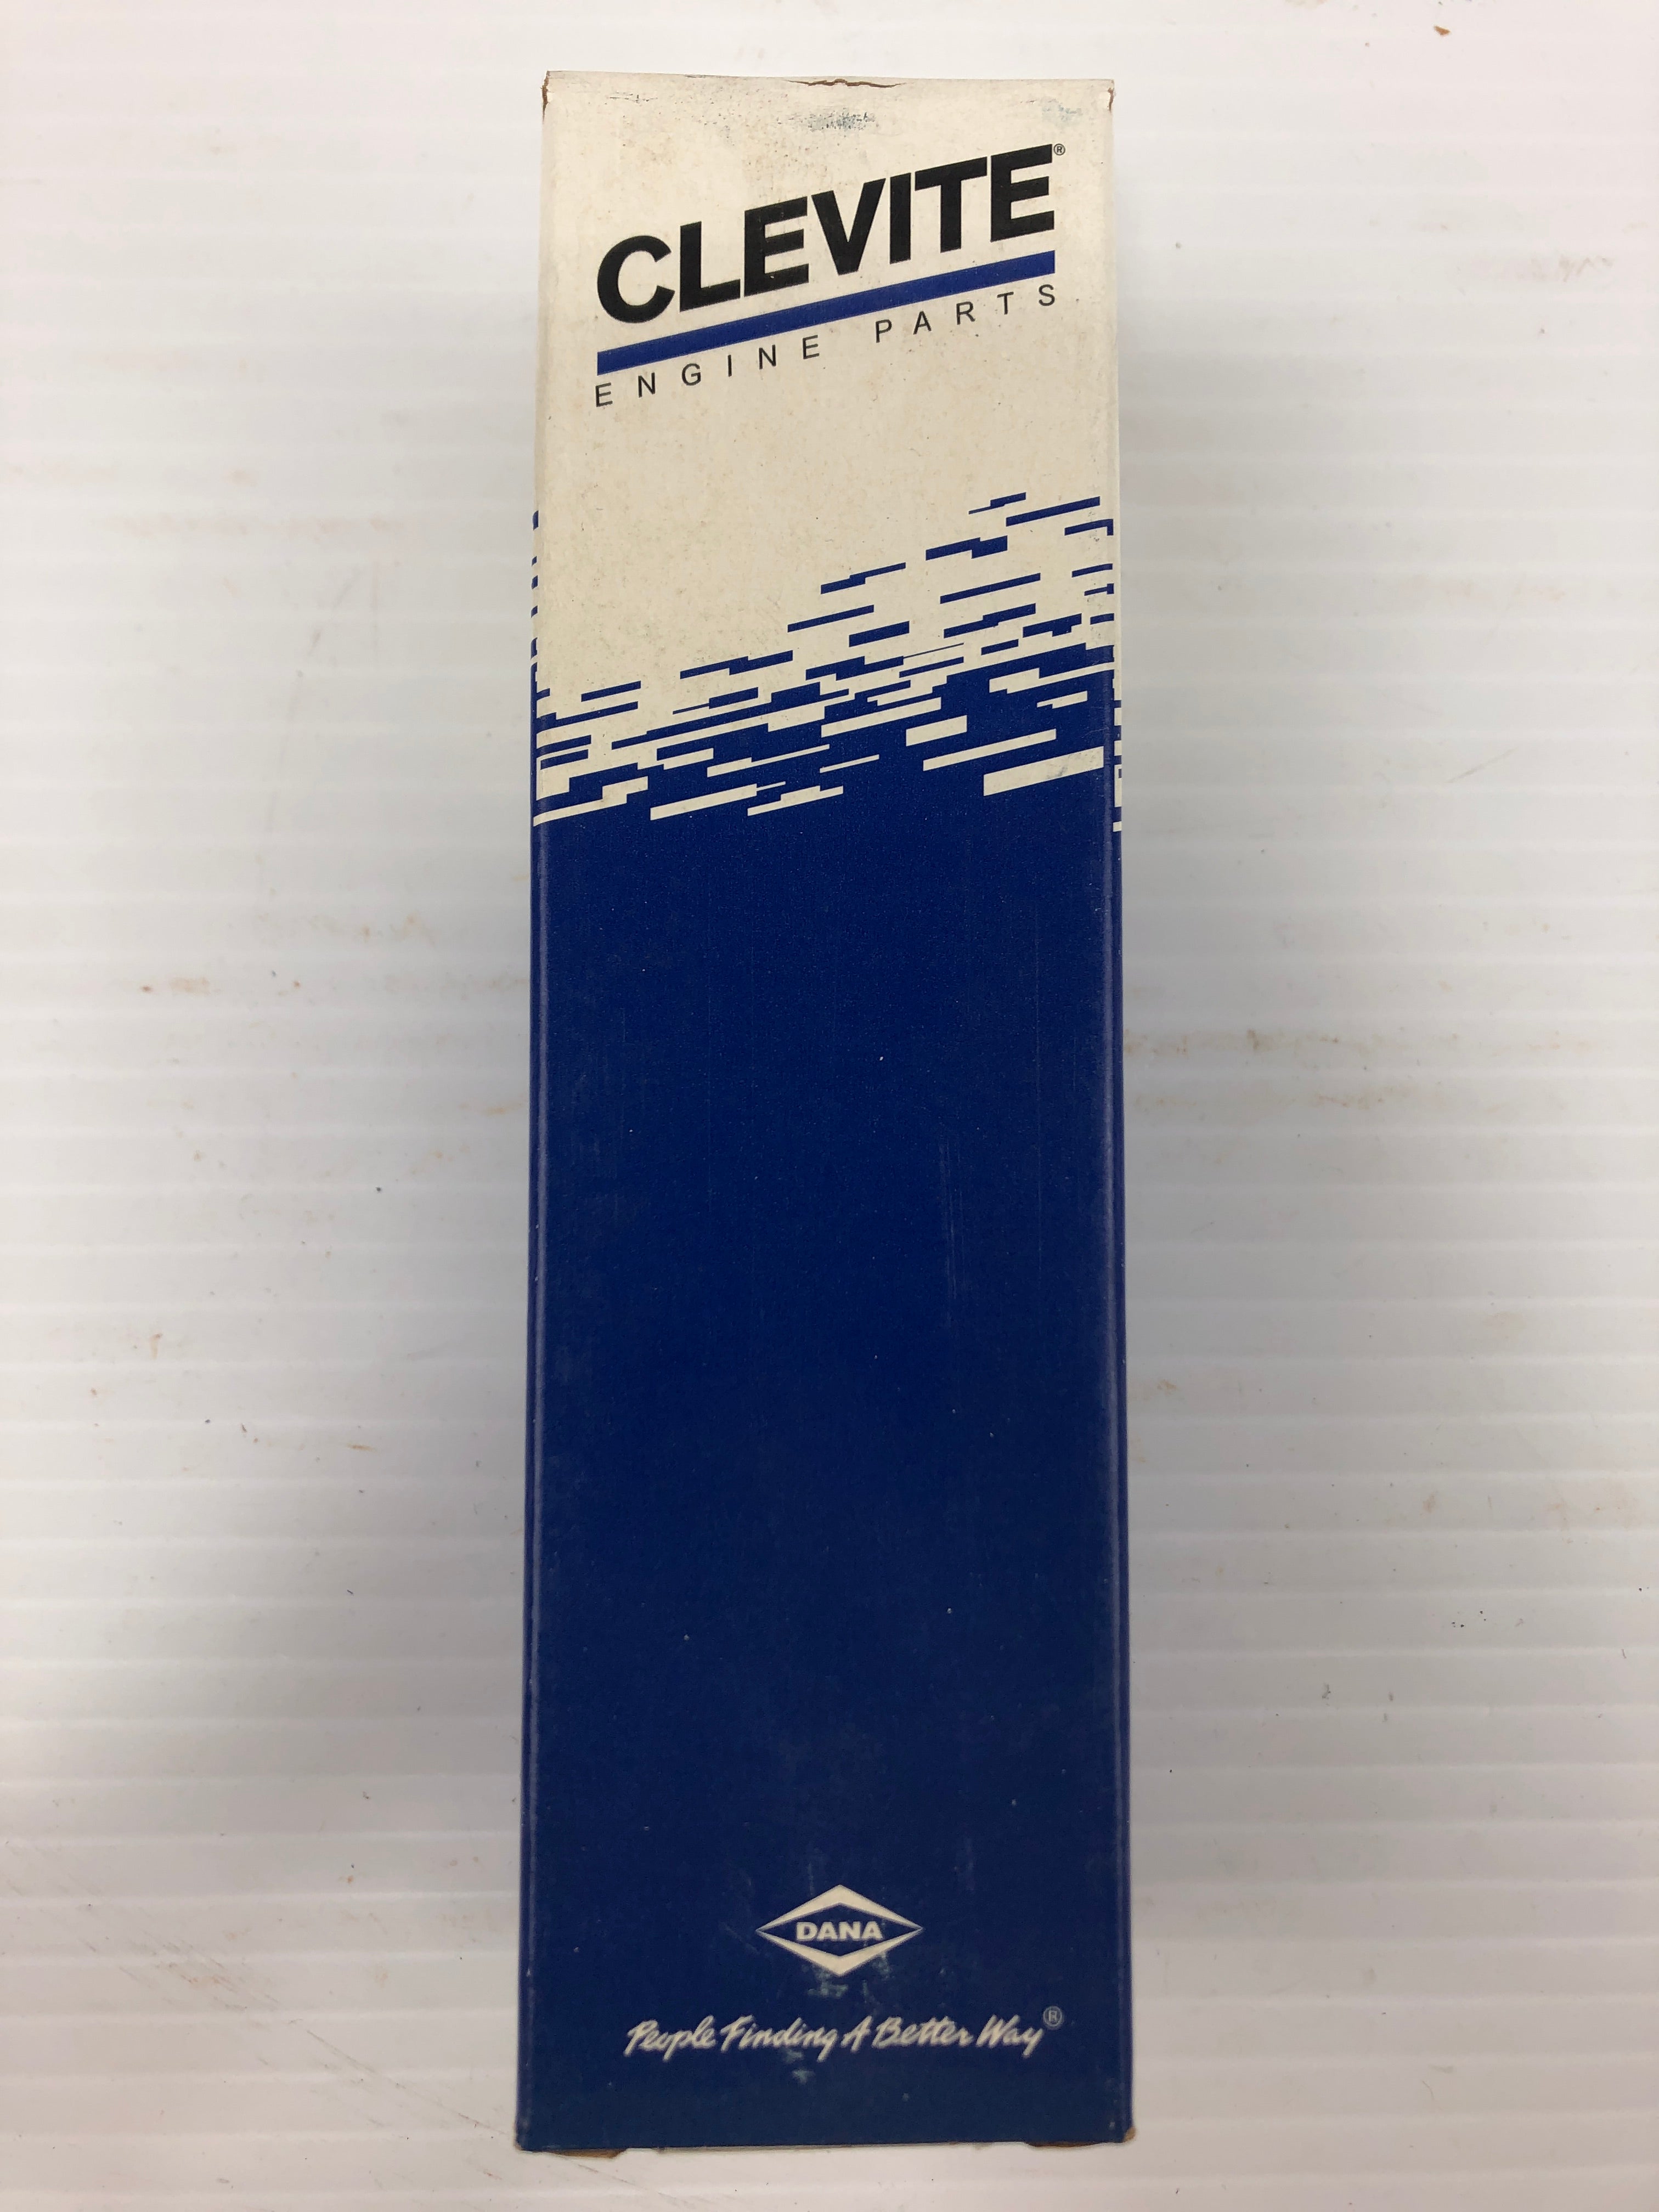 CLEVITE®
ENGINE PARTS
DANA
People Finding A Better Way®